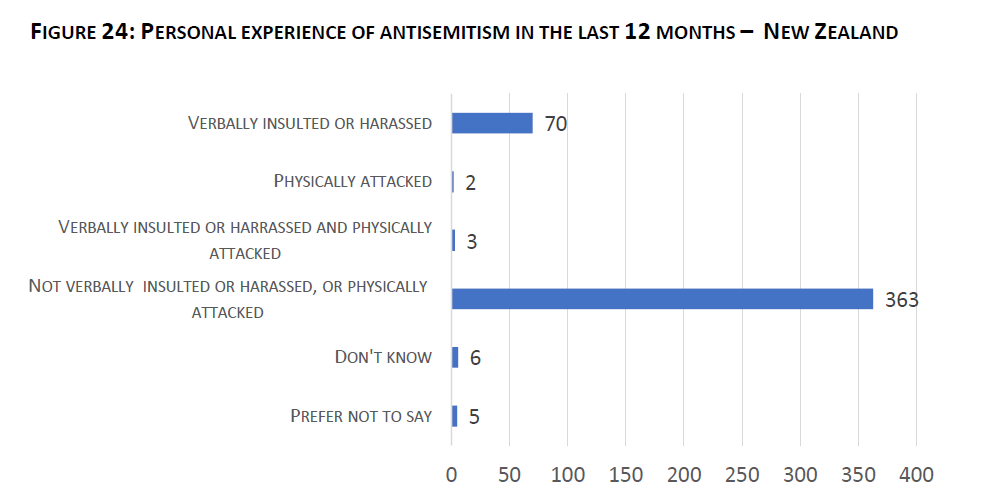 FIGURE 24: PERSONAL EXPERIENCE OF ANTISEMITISM IN THE LAST 12 MONTHS – NEW ZEALAND
VERBALLY INSULTED OR HARASSED 70
PHYSICALLY ATTACKED 2
VERBALLY INSULTED OR HARRASSED AND PHYSICALLY
ATTACKED 3
NOT VERBALLY INSULTED OR HARASSED, OR PHYSICALLY
ATTACKED 363
DON'T KNOW 6
PREFER NOT TO SAY 5
0 50 100 150 200 250 300 350 400